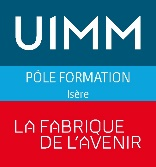 UIMM
PÔLE FORMATION
Isère
LA FABRIQUE
DE L'AVENIR